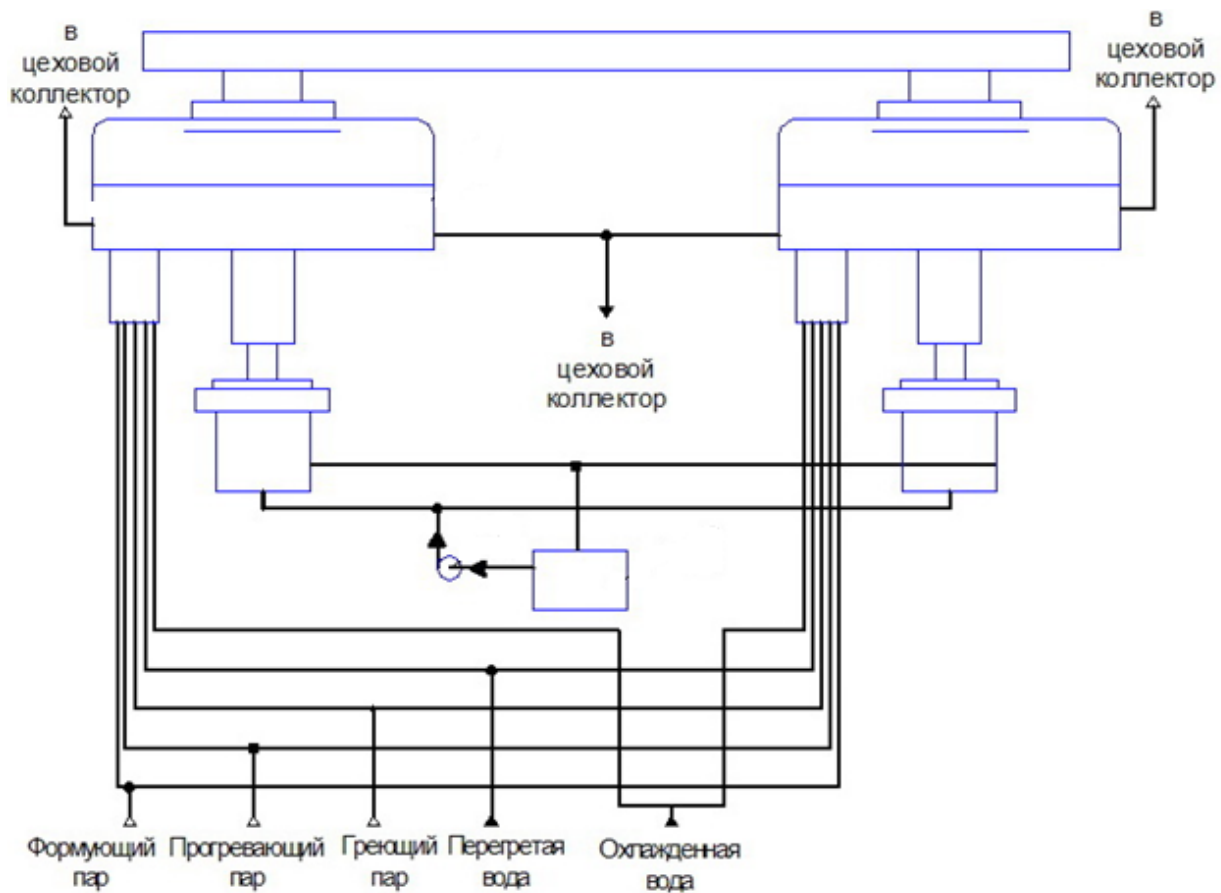 в
цеховой
коллектор
в
цеховой
коллектор
в
цеховой
коллектор
Формующий
пар
Прогревающий
пар
Греющий
пар
Перегретая
вода
Охлажденная
вода